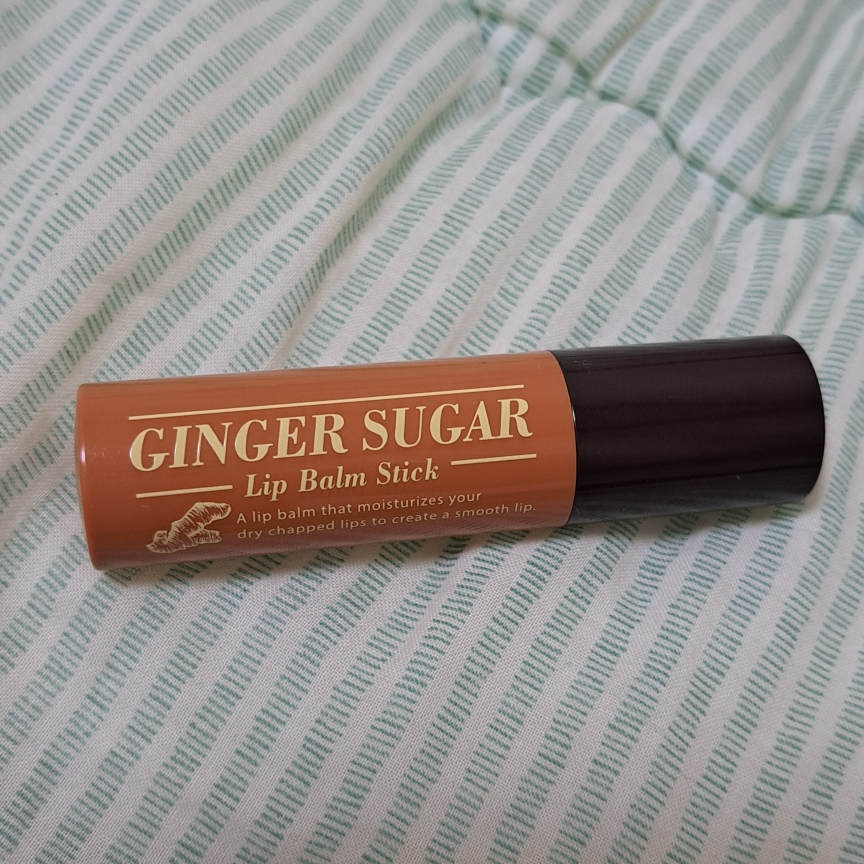 GINGER SUGAR
Lip Balm Stick
A lip balm that moisturizes your
dry chapped lips to create a smooth lip.